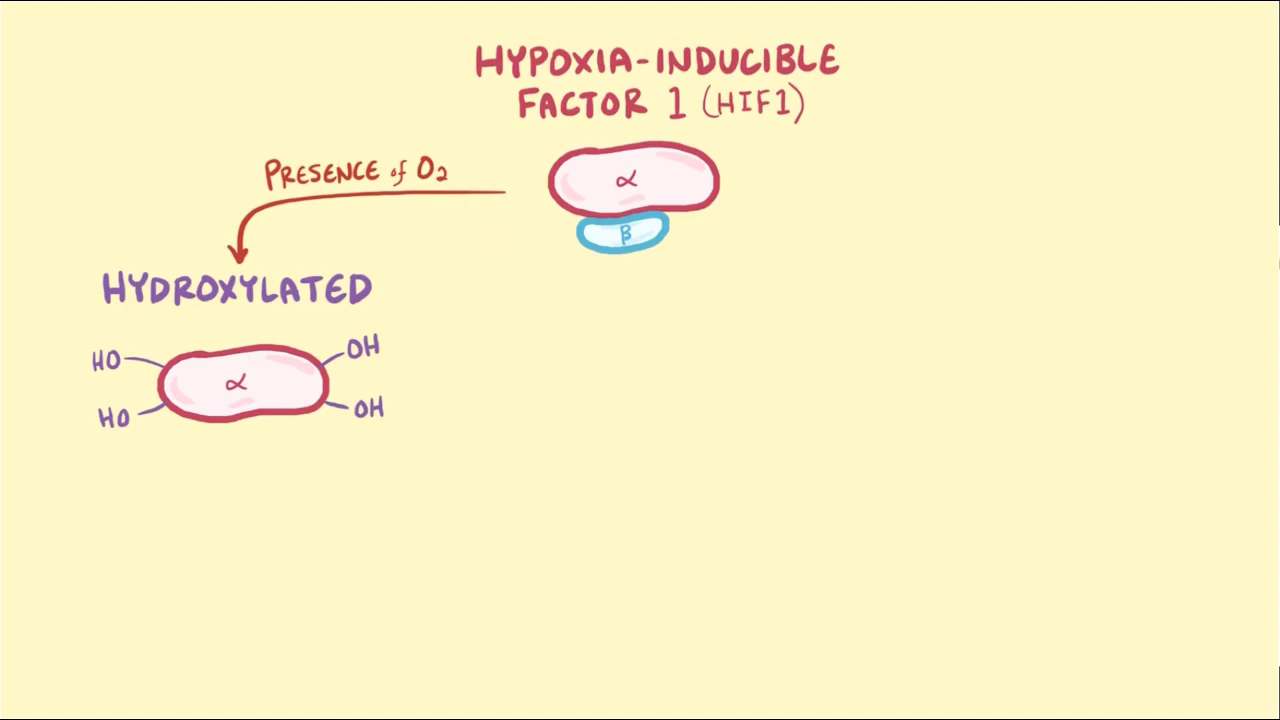 HYPOXIA-INDUCIBLE
FACTOR 1 (HIF1)
PRESENCE of O₂
α
β
HYDROXYLATED
HO
OH
α
HO
OH